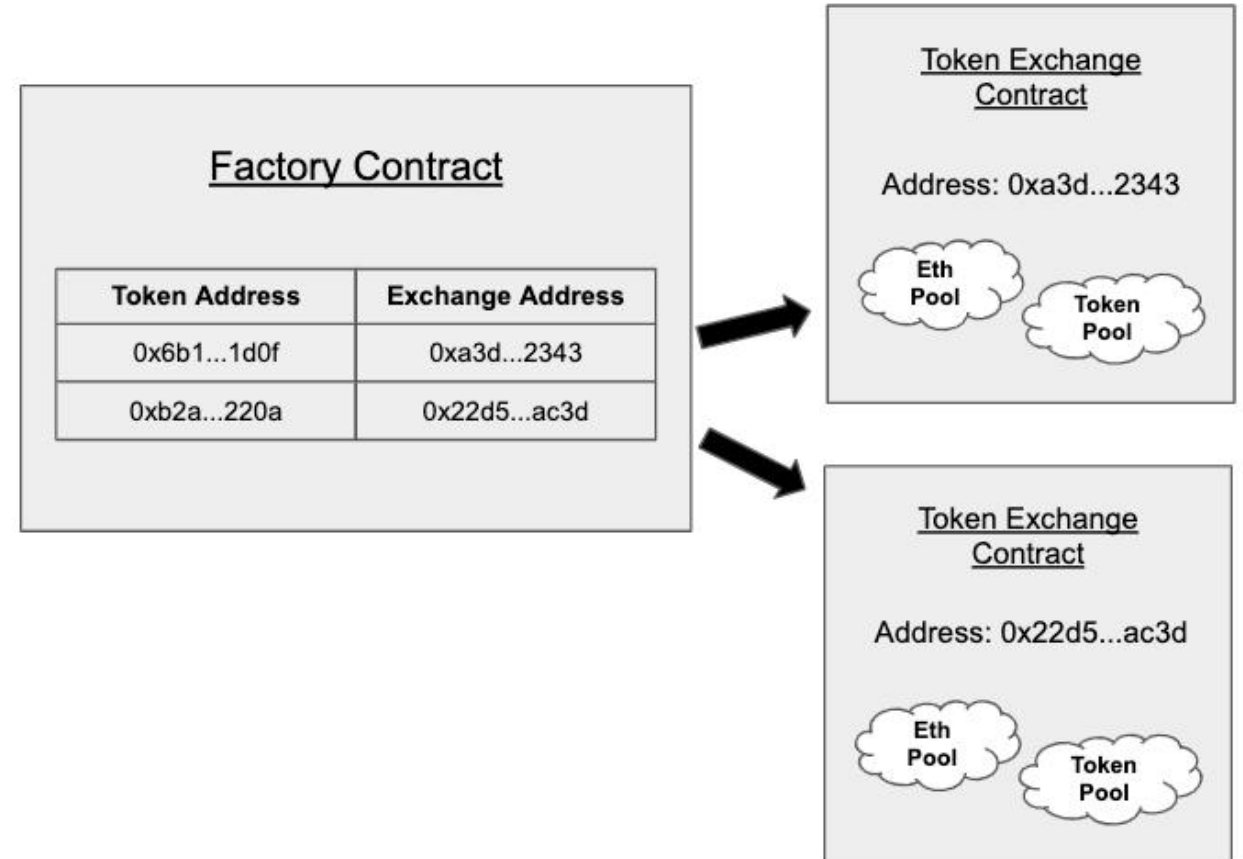 Factory Contract
Token Address Exchange Address
0x6b1...1d0f 0xa3d...2343
0xb2a...220a 0x22d5...ac3d
Token Exchange
Contract
Address: 0xa3d...2343
Eth
Pool
Token
Pool
Token Exchange
Contract
Address: 0x22d5...ac3d
Eth
Pool
Token
Pool